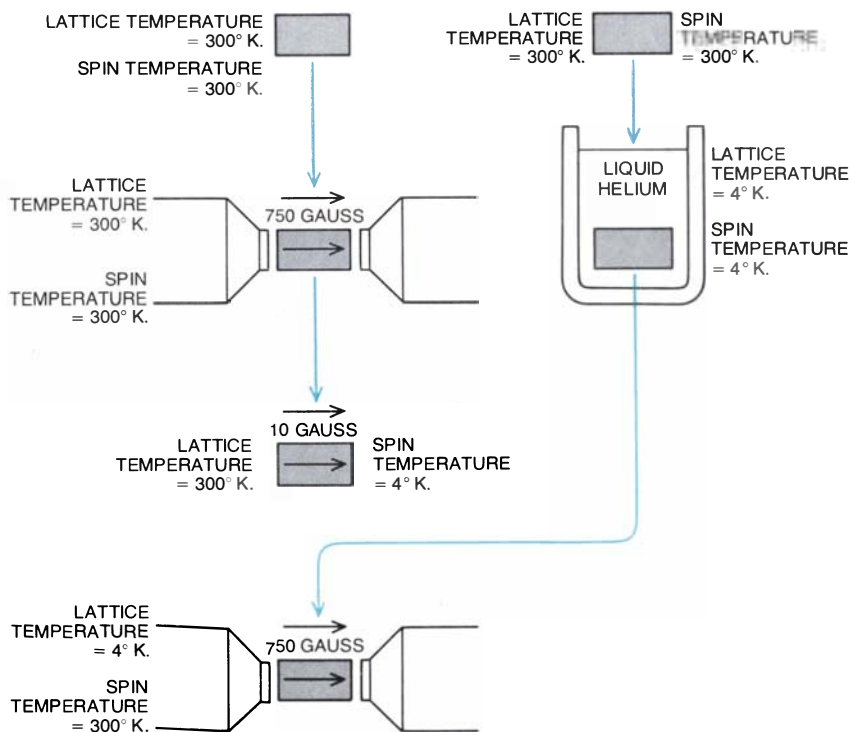 LATTICE TEMPERATURE
= 300° K.
SPIN TEMPERATURE
= 300° K.
LATTICE
TEMPERATURE
= 300° K.
SPIN
TEMPERATURE
= 300° K.
LATTICE
TEMPERATURE
= 300° K.
750 GAUSS
SPIN
TEMPERATURE
= 300° K.
LIQUID
HELIUM
LATTICE
TEMPERATURE
= 4° K.
SPIN
TEMPERATURE
= 4° K.
10 GAUSS
LATTICE
TEMPERATURE
= 300° K.
SPIN
TEMPERATURE
= 4° K.
LATTICE
TEMPERATURE
= 4° K.
750 GAUSS
SPIN
TEMPERATURE
= 300° K.